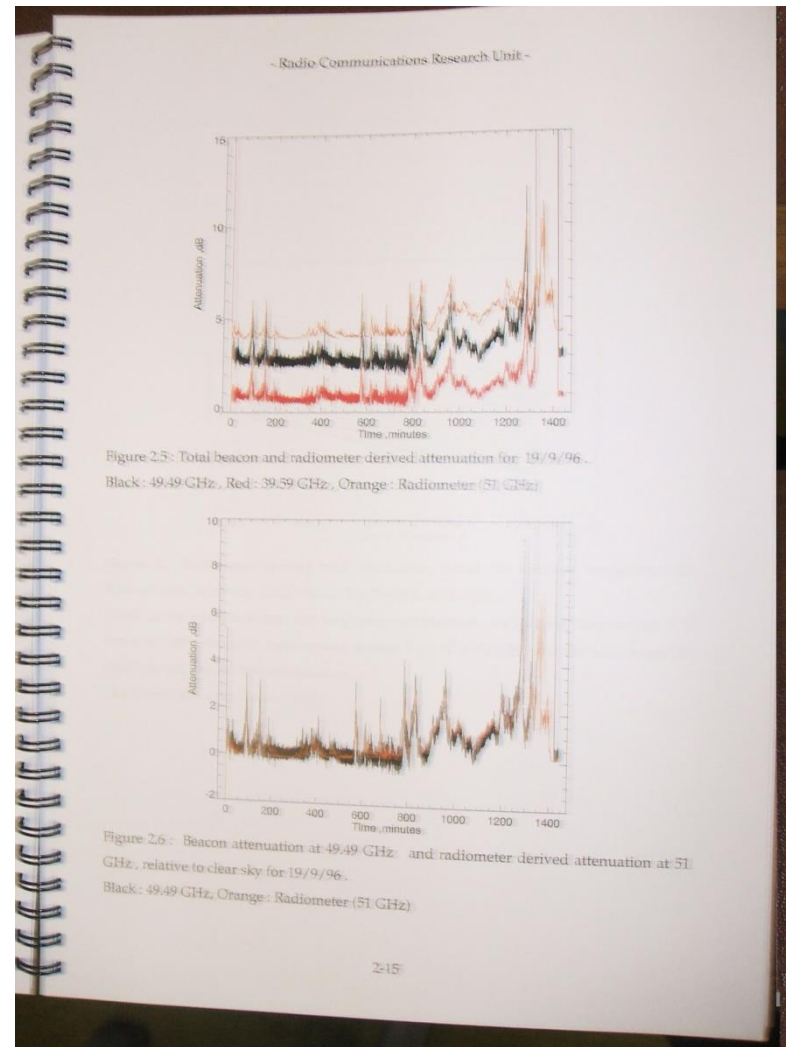 - Radio Communications Research Unit -
15
10
5
0
Attenuation ,dB
0 200 400 600 800 1000 1200 1400
Time ,minutes
Figure 2.5 : Total beacon and radiometer derived attenuation for 19/9/96 .
Black : 49.49 GHz , Red : 39.59 GHz , Orange : Radiometer (51 GHz)
10
6
4
2
0
-2
Attenuation ,dB
0 200 400 600 800 1000 1200 1400
Time ,minutes
Figure 2.6 : Beacon attenuation at 49.49 GHz and radiometer derived attenuation at 51
GHz , relative to clear sky for 19/9/96 .
Black : 49.49 GHz, Orange : Radiometer (51 GHz)
2-15